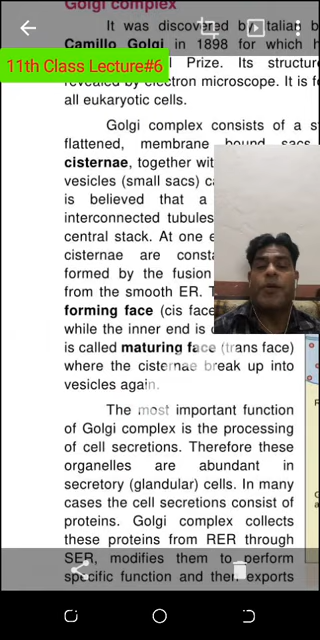 Golgi complex
It was discovered by Italian b
Camillo Golgi in 1898 for which h
11th Class Lecture#6
Prize. Its structur
revealed by electron microscope. It is f
all eukaryotic cells.
Golgi complex consists of a s
flattened, membrane bound sacs
cisternae, together wit
vesicles (small sacs) ca
is believed that a
interconnected tubules
central stack. At one e
cisternae are consta
formed by the fusion
from the smooth ER. T
forming face (cis face
while the inner end is c
is called maturing face (trans face)
where the cisternae break up into
vesicles again.
The most important function
of Golgi complex is the processing
of cell secretions. Therefore these
organelles are abundant in
secretory (glandular) cells. In many
cases the cell secretions consist of
proteins. Golgi complex collects
these proteins from RER through
SER, modifies them to perform
specific function and then exports